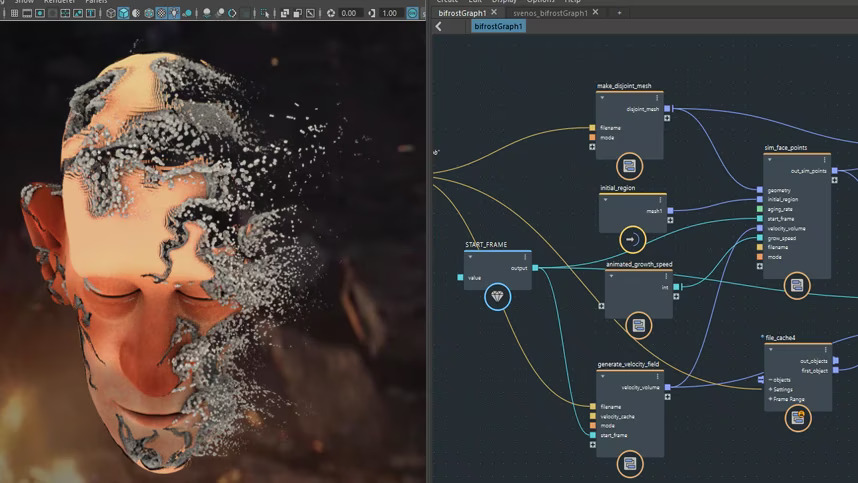 Show Renderer Panels
0.00
1.00
Create Edit Display Options Help
bifrostGraph1
svenos_bifrostGraph1
+
bifrostGraph1
make_disjoint_mesh
disjoint_mesh
filename
mode
initial_region
mesh1
sim_face_points
out_sim_points
geometry
initial_region
aging_rate
start_frame
velocity_volume
grow_speed
filename
mode
START_FRAME
output
value
animated_growth_speed
int
generate_velocity_field
velocity_volume
filename
velocity_cache
mode
start_frame
file_cache4
out_objects
first_object
objects
Settings
Frame Range